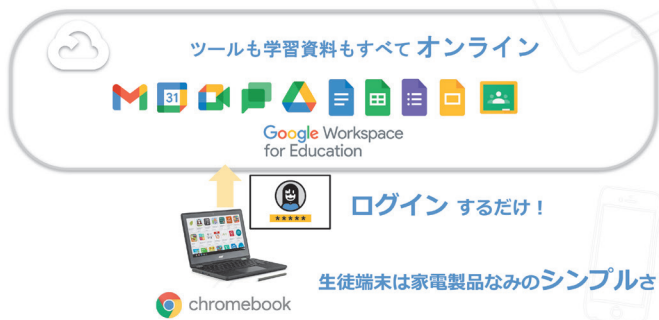 ツールも学習資料もすべて オンライン
31
Google Workspace
for Education
*****
ログイン するだけ！
生徒端末は家電製品なみのシンプルさ
chromebook